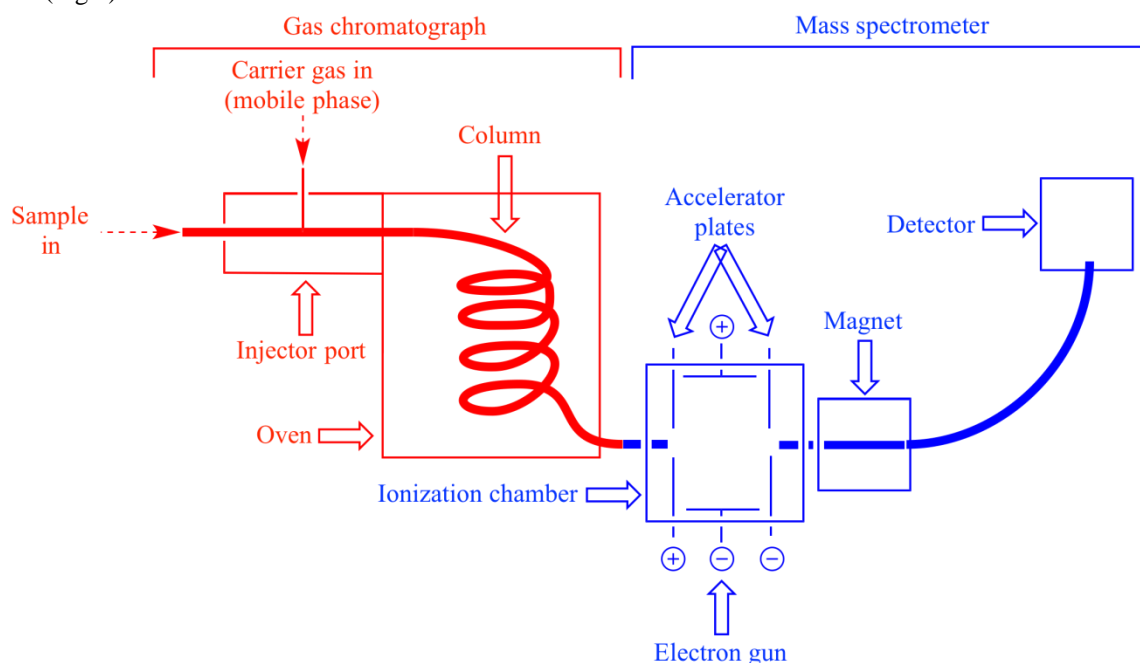 Gas chromatograph
Mass spectrometer
Carrier gas in
(mobile phase)
Column
Sample
in
Accelerator
plates
Detector
Injector port
Magnet
+
Oven
Ionization chamber
+ − −
Electron gun